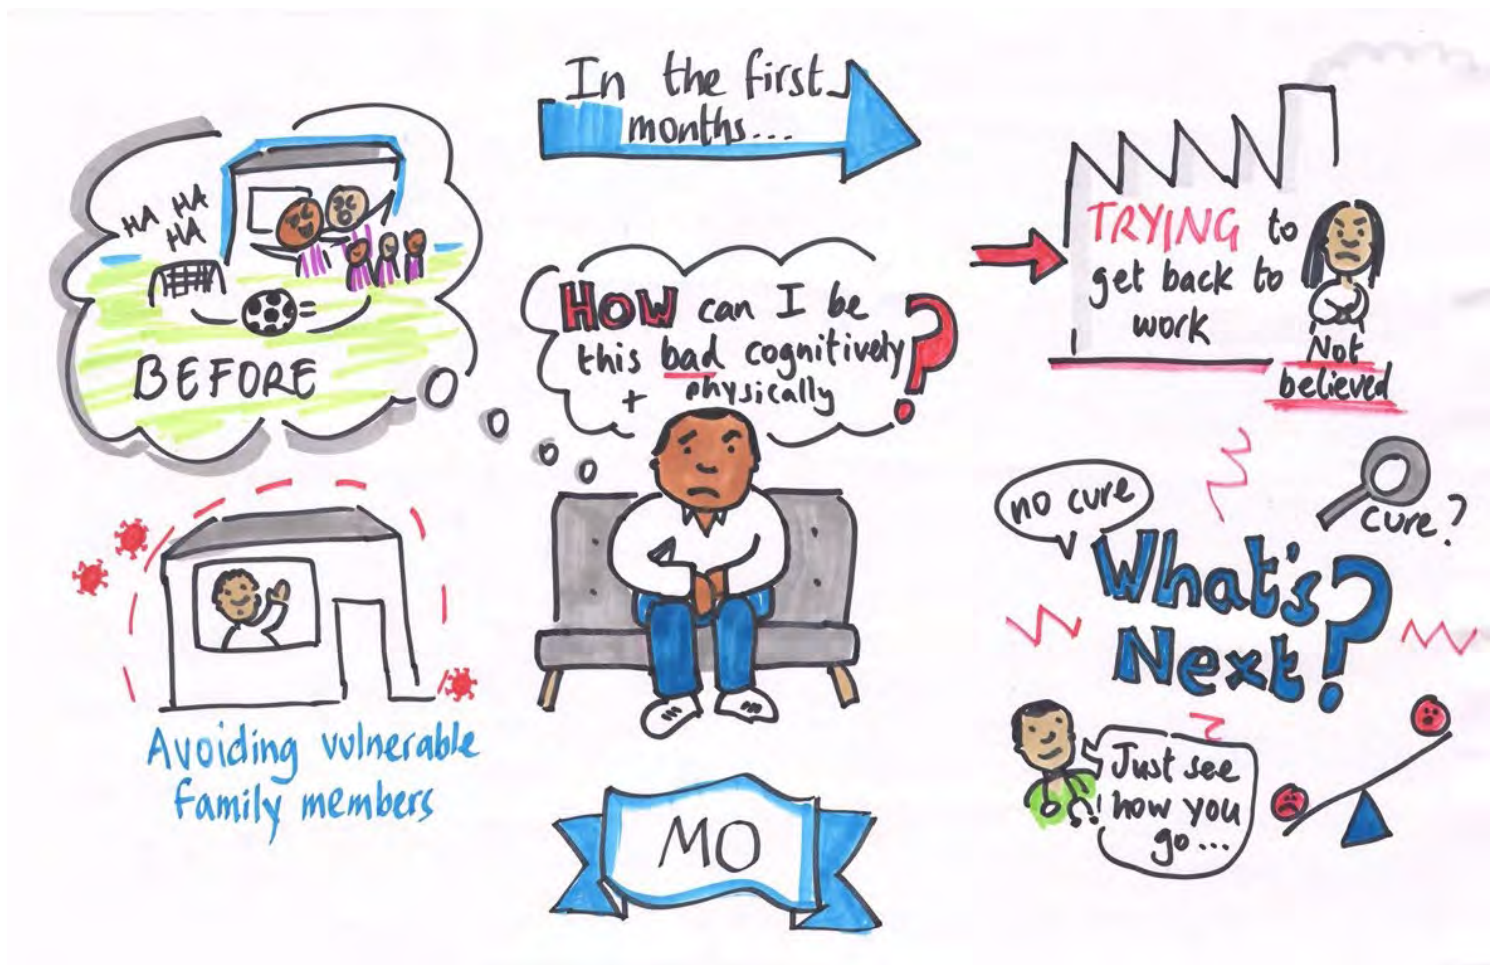 In the first
months...
HA HA
HA
BEFORE
HOW can I be
this bad cognitively
+ physically ?
TRYING to
get back to
work
Not
believed
Avoiding vulnerable
family members
MO
no cure
cure?
What's
Next?
Just see
how you
go...